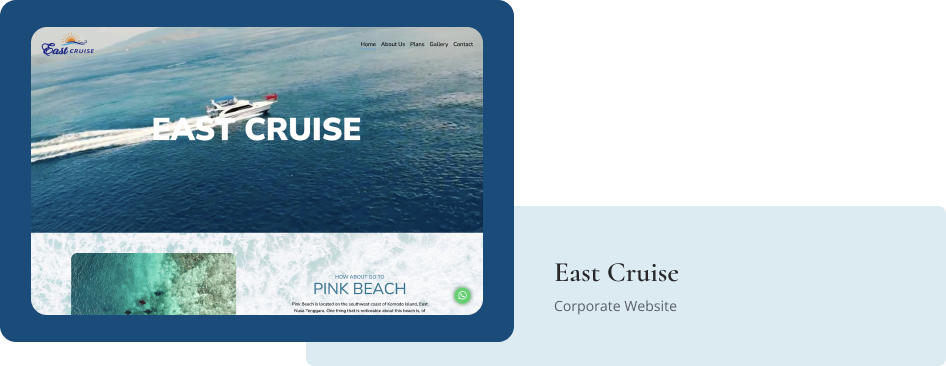 East CRUISE
Home About Us Plans Gallery Contact
EAST CRUISE
HOW ABOUT GO TO
PINK BEACH
Pink Beach is located on the southwest coast of Komodo Island, East
Nusa Tenggara. One thing that is noticeable about this beach is, of
East Cruise
Corporate Website